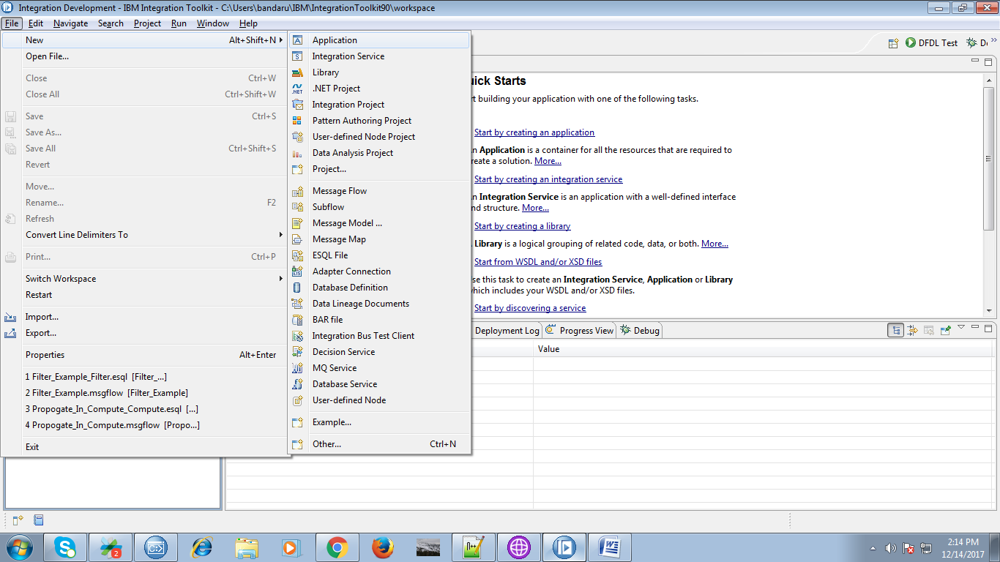 Integration Development - IBM Integration Toolkit - C:\Users\bandaru\IBM\IntegrationToolkit90\workspace
File Edit Navigate Search Project Run Window Help
New Alt+Shift+N
Open File...
Close Ctrl+W
Close All Ctrl+Shift+W
Save Ctrl+S
Save As...
Save All Ctrl+Shift+S
Revert
Move...
Rename... F2
Refresh
Convert Line Delimiters To
Print... Ctrl+P
Switch Workspace
Restart
Import...
Export...
Properties Alt+Enter
1 Filter_Example_Filter.esql [Filter_...]
2 Filter_Example.msgflow [Filter_Example]
3 Propogate_In_Compute_Compute.esql [...]
4 Propogate_In_Compute.msgflow [Propo...]
Exit
Application
Integration Service
Library
.NET Project
Integration Project
Pattern Authoring Project
User-defined Node Project
Data Analysis Project
Project...
Message Flow
Subflow
Message Model ...
Message Map
ESQL File
Adapter Connection
Database Definition
Data Lineage Documents
BAR file
Integration Bus Test Client
Decision Service
MQ Service
Database Service
User-defined Node
Example...
Other... Ctrl+N
DFDL Test D
uick Starts
rt building your application with one of the following tasks.
Start by creating an application
n Application is a container for all the resources that are required to
reate a solution. More...
Start by creating an integration service
n Integration Service is an application with a well-defined interface
nd structure. More...
Start by creating a library
Library is a logical grouping of related code, data, or both. More...
Start from WSDL and/or XSD files
se this task to create an Integration Service, Application or Library
which includes your WSDL and/or XSD files.
Start by discovering a service
Deployment Log Progress View Debug
Value
2
2:14 PM
12/14/2017